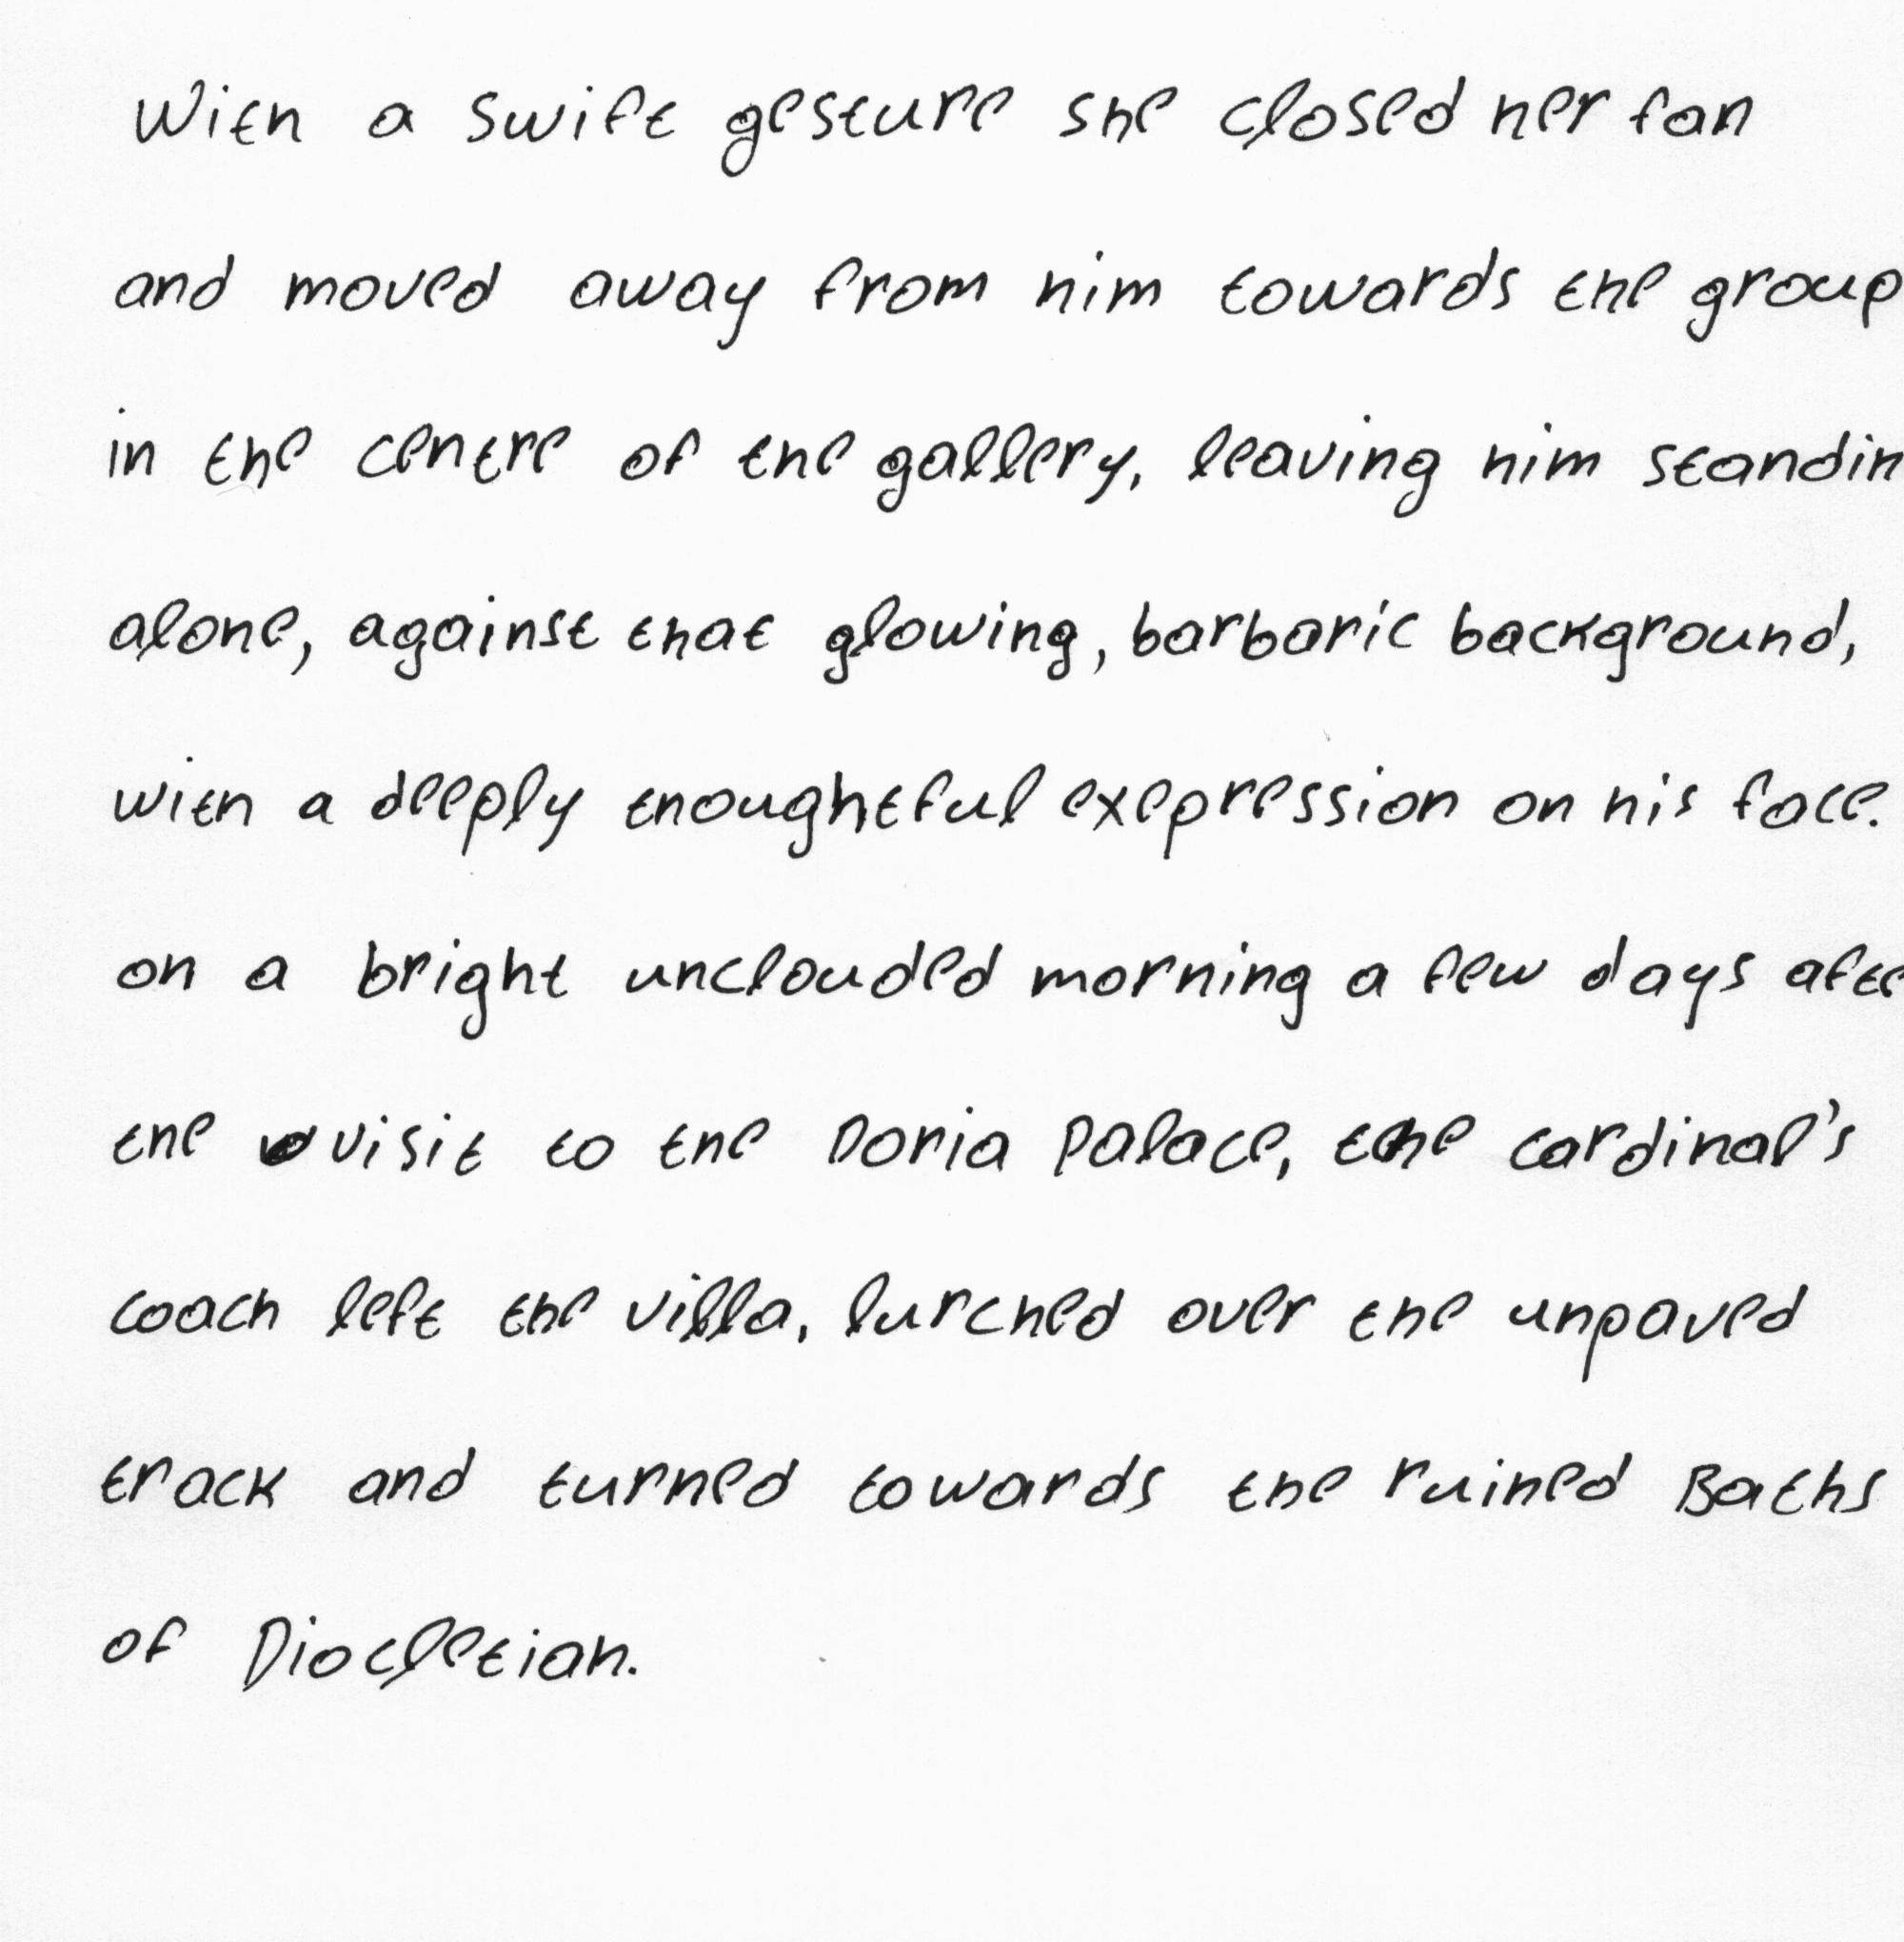 With a swift gesture she closed her fan
and moved away from him towards the group
in the centre of the gallery, leaving him standin
alone, against that glowing, barbaric background,
with a deeply thoughtful exepression on his face.
on a bright unclouded morning a few days afte
the visit to the Doria Palace, the cardinal's
coach left the villa, lurched over the unpaved
track and turned towards the ruined Baths
of Diocletian.